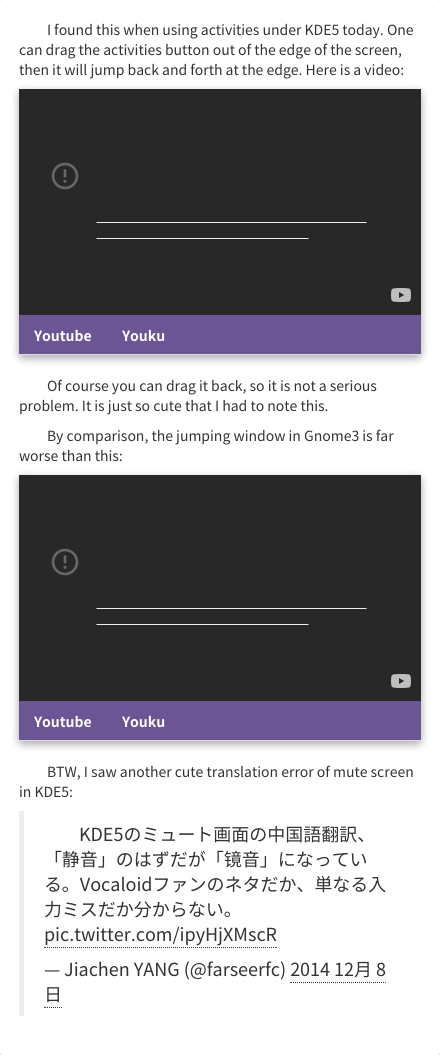 I found this when using activities under KDE5 today. One
can drag the activities button out of the edge of the screen,
then it will jump back and forth at the edge. Here is a video:
Youtube Youku
Of course you can drag it back, so it is not a serious
problem. It is just so cute that I had to note this.
By comparison, the jumping window in Gnome3 is far
worse than this:
Youtube Youku
BTW, I saw another cute translation error of mute screen
in KDE5:
KDE5のミュート画面の中国語翻訳、
「静音」のはずだが「镜音」になってい
る。Vocaloidファンのネタだか、単なる入
力ミスだか分からない。
pic.twitter.com/ipyHjXMscR
— Jiachen YANG (@farseerfc) 2014 12月 8
日